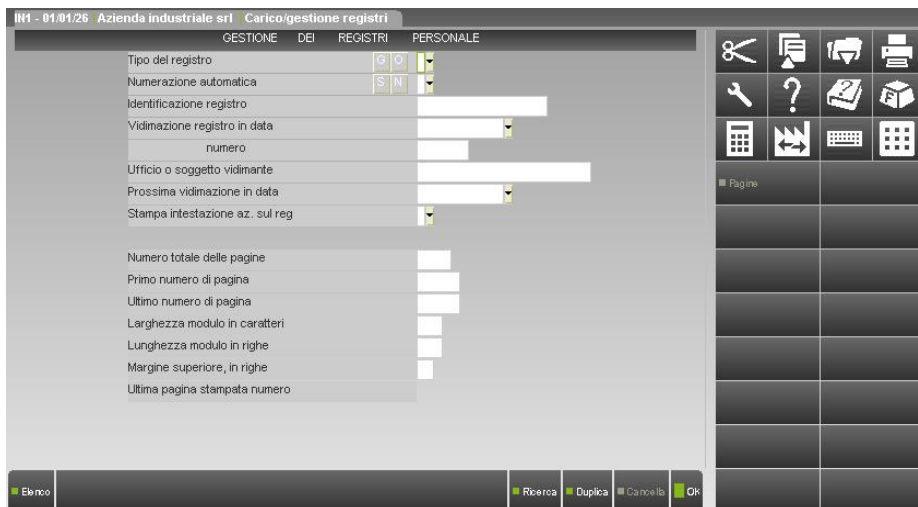 IN1 - 01/01/26 Azienda industriale srl Carico/gestione registri
GESTIONE DEI REGISTRI PERSONALE
Tipo del registro G O
Numerazione automatica S N
Identificazione registro
Vidimazione registro in data
numero
Ufficio o soggetto vidimante
Prossima vidimazione in data
Stampa intestazione az. sul reg
Numero totale delle pagine
Primo numero di pagina
Ultimo numero di pagina
Larghezza modulo in caratteri
Lunghezza modulo in righe
Margine superiore, in righe
Ultima pagina stampata numero
Pagine
Elenco
Ricerca
Duplica
Cancella
OK